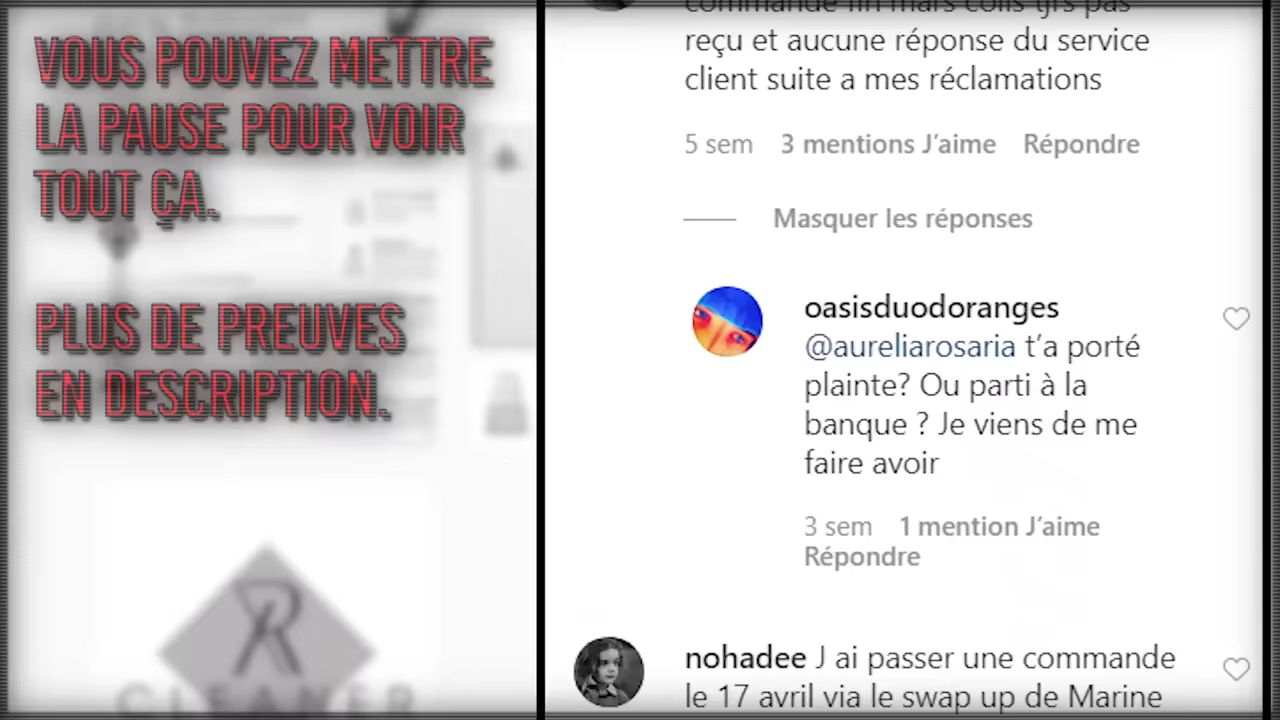 VOUS POUVEZ METTRE
LA PAUSE POUR VOIR
TOUT ÇA.
PLUS DE PREUVES
EN DESCRIPTION.
CLEANER
commande fin mars colis tjrs pas
reçu et aucune réponse du service
client suite a mes réclamations
5 sem 3 mentions J’aime Répondre
Masquer les réponses
oasisduodoranges
@aureliarosaria t’a porté
plainte? Ou parti à la
banque ? Je viens de me
faire avoir
3 sem 1 mention J’aime
Répondre
nohadee J ai passer une commande
le 17 avril via le swap up de Marine